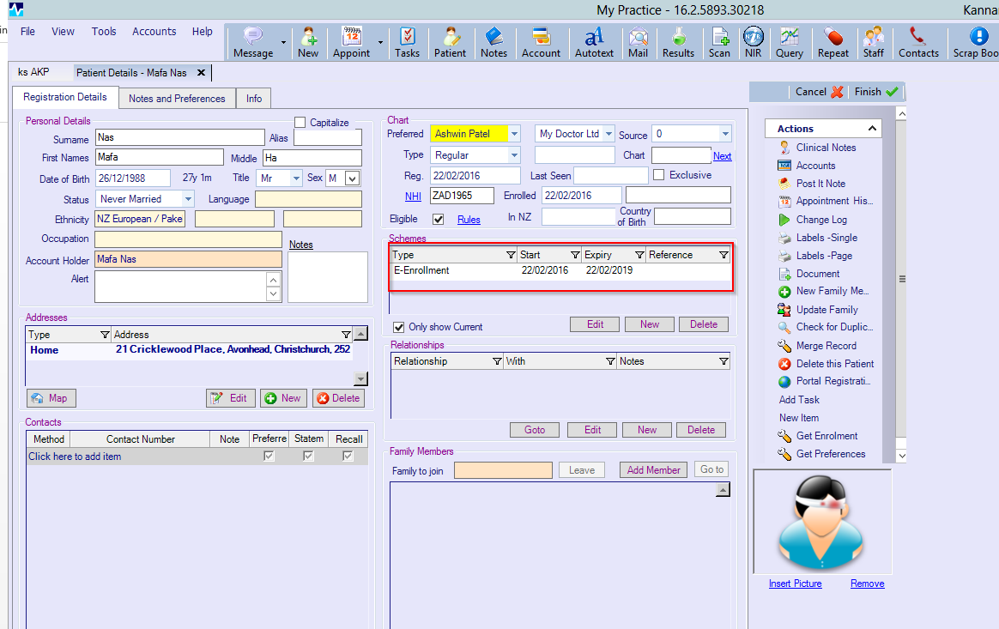 My Practice - 16.2.5893.30218
Kanna
File View Tools Accounts Help
Message New Appoint Tasks Patient Notes Account Autotext Mail Results Scan NIR Query Repeat Staff Contacts Scrap Boo
ks AKP Patient Details - Mafa Nas
Registration Details Notes and Preferences Info
Cancel Finish
Personal Details
Capitalize
Surname Nas Alias
First Names Mafa Middle Ha
Date of Birth 26/12/1988 27y 1m Title Mr Sex M
Status Never Married Language
Ethnicity NZ European / Pake
Occupation
Account Holder Mafa Nas
Notes
Alert
Addresses
Type Address
Home 21 Cricklewood Place, Avonhead, Christchurch, 252
Map Edit New Delete
Contacts
Method Contact Number Note Preferre Statem Recall
Click here to add item
Chart
Preferred Ashwin Patel My Doctor Ltd Source 0
Type Regular Chart Next
Reg. 22/02/2016 Last Seen Exclusive
NHI ZAD1965 Enrolled 22/02/2016
Eligible Rules In NZ Country of Birth
Schemes
Type Start Expiry Reference
E-Enrollment 22/02/2016 22/02/2019
Only show Current Edit New Delete
Relationships
Relationship With Notes
Goto Edit New Delete
Family Members
Family to join Leave Add Member Go to
Actions
Clinical Notes
Accounts
Post It Note
Appointment His...
Change Log
Labels -Single
Labels -Page
Document
New Family Me...
Update Family
Check for Duplic...
Merge Record
Delete this Patient
Portal Registrati...
Add Task
New Item
Get Enrolment
Get Preferences
Insert Picture Remove